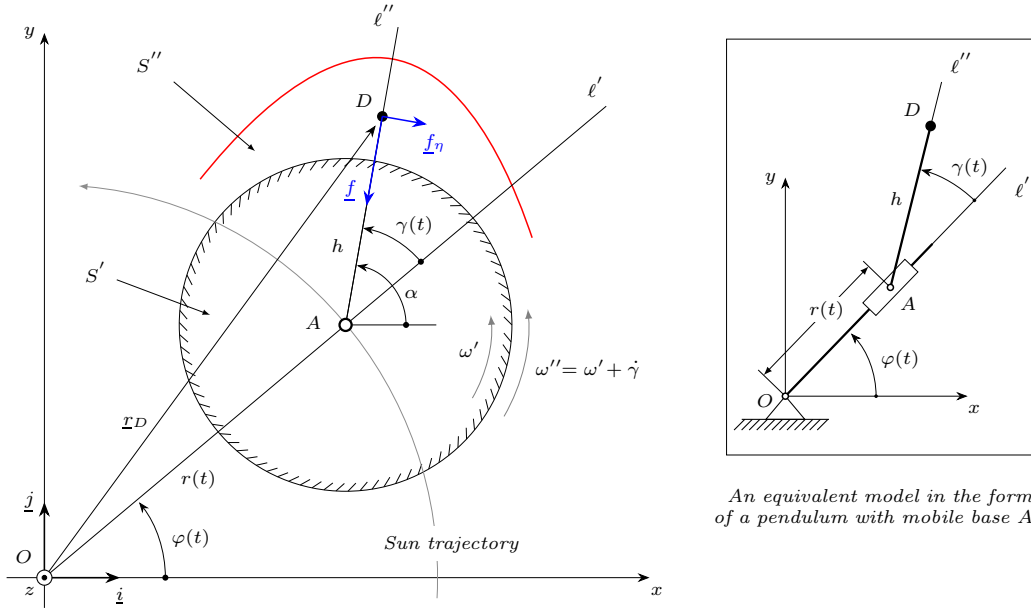 y
ℓ′′
S′′
ℓ′
D
f_η
f
γ(t)
h
S′
α
A
ω′
ω′′= ω′ + γ̇
r_D
r(t)
j
φ(t)
Sun trajectory
O
z
i
x
ℓ′′
D
y
γ(t)
h
ℓ′
r(t)
A
φ(t)
O
x
An equivalent model in the form
of a pendulum with mobile base A